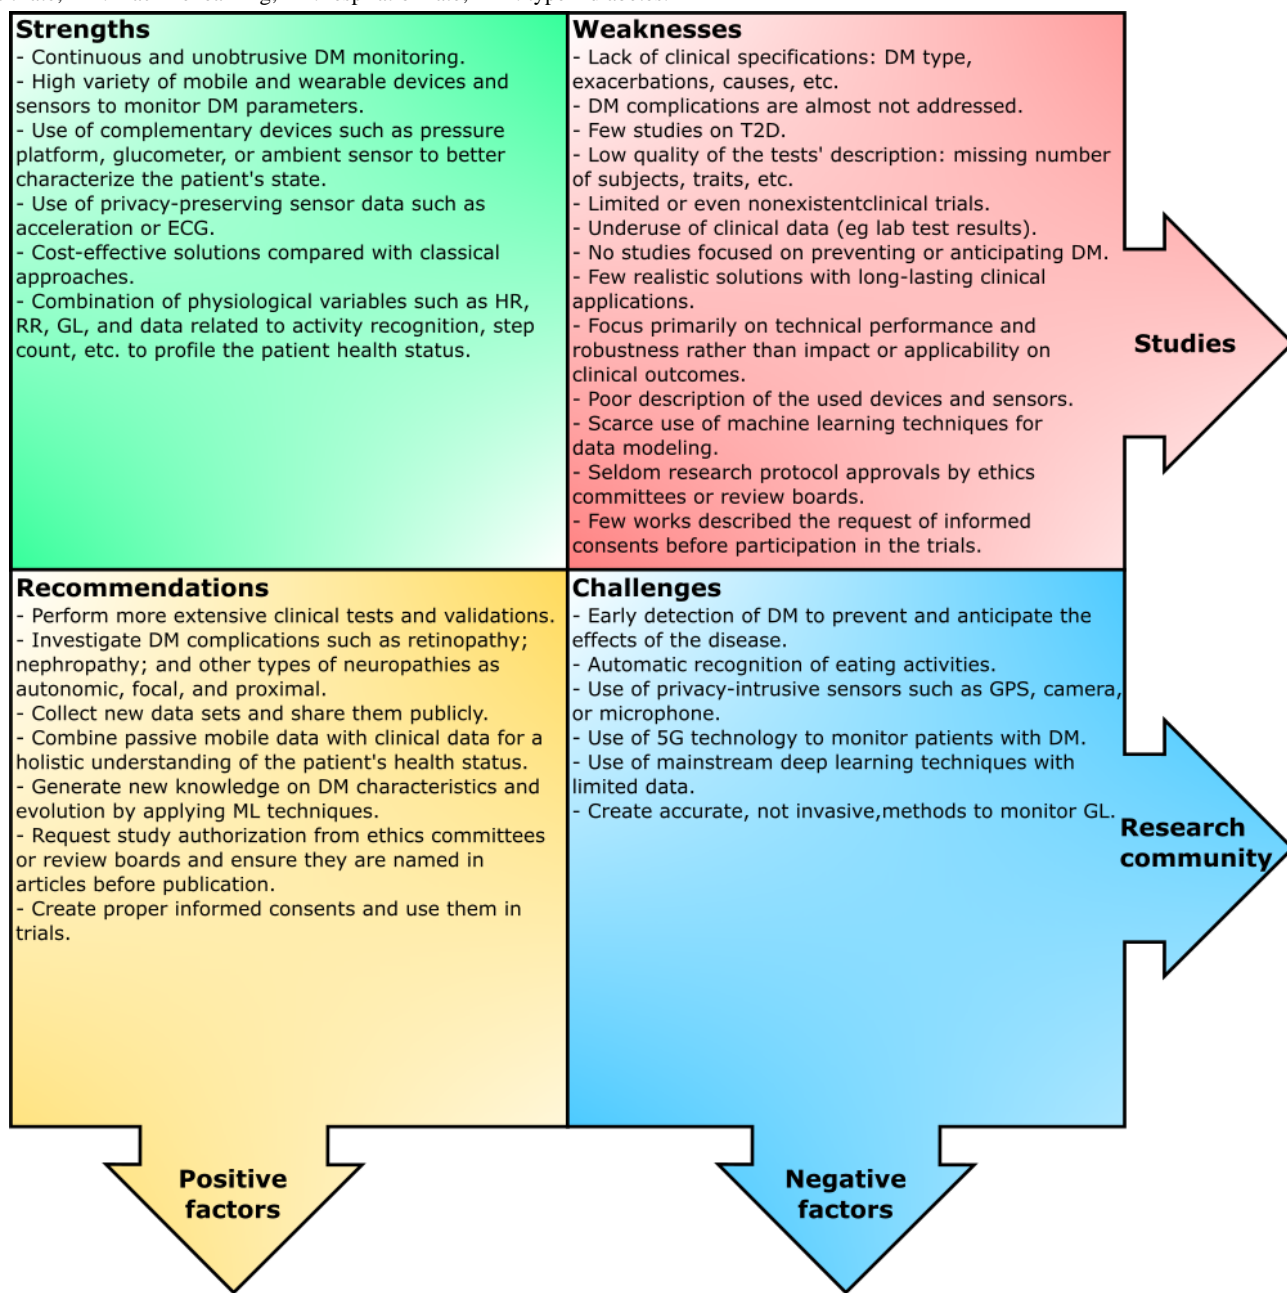 Strengths
- Continuous and unobtrusive DM monitoring.
- High variety of mobile and wearable devices and
sensors to monitor DM parameters.
- Use of complementary devices such as pressure
platform, glucometer, or ambient sensor to better
characterize the patient's state.
- Use of privacy-preserving sensor data such as
acceleration or ECG.
- Cost-effective solutions compared with classical
approaches.
- Combination of physiological variables such as HR,
RR, GL, and data related to activity recognition, step
count, etc. to profile the patient health status.
Weaknesses
- Lack of clinical specifications: DM type,
exacerbations, causes, etc.
- DM complications are almost not addressed.
- Few studies on T2D.
- Low quality of the tests' description: missing number
of subjects, traits, etc.
- Limited or even nonexistentclinical trials.
- Underuse of clinical data (eg lab test results).
- No studies focused on preventing or anticipating DM.
- Few realistic solutions with long-lasting clinical
applications.
- Focus primarily on technical performance and
robustness rather than impact or applicability on
clinical outcomes.
- Poor description of the used devices and sensors.
- Scarce use of machine learning techniques for
data modeling.
- Seldom research protocol approvals by ethics
committees or review boards.
- Few works described the request of informed
consents before participation in the trials.
Studies
Recommendations
- Perform more extensive clinical tests and validations.
- Investigate DM complications such as retinopathy;
nephropathy; and other types of neuropathies as
autonomic, focal, and proximal.
- Collect new data sets and share them publicly.
- Combine passive mobile data with clinical data for a
holistic understanding of the patient's health status.
- Generate new knowledge on DM characteristics and
evolution by applying ML techniques.
- Request study authorization from ethics committees
or review boards and ensure they are named in
articles before publication.
- Create proper informed consents and use them in
trials.
Challenges
- Early detection of DM to prevent and anticipate the
effects of the disease.
- Automatic recognition of eating activities.
- Use of privacy-intrusive sensors such as GPS, camera,
or microphone.
- Use of 5G technology to monitor patients with DM.
- Use of mainstream deep learning techniques with
limited data.
- Create accurate, not invasive,methods to monitor GL.
Research
community
Positive
factors
Negative
factors